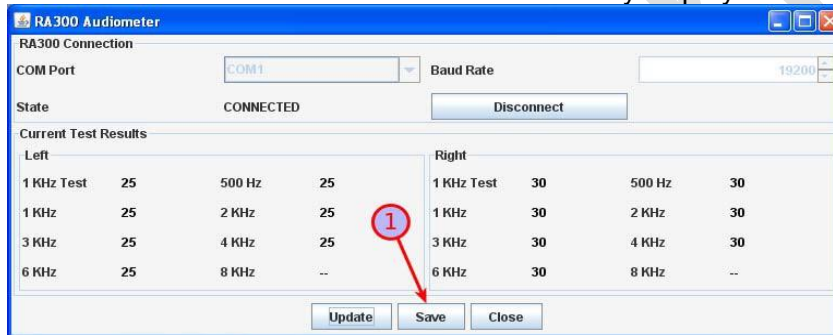 RA300 Audiometer
RA300 Connection
COM Port COM1 Baud Rate 19200
State CONNECTED Disconnect
Current Test Results
Left Right
1 KHz Test 25 500 Hz 25 1 KHz Test 30 500 Hz 30
1 KHz 25 2 KHz 25 1 KHz 30 2 KHz 30
1
3 KHz 25 4 KHz 25 3 KHz 30 4 KHz 30
6 KHz 25 8 KHz -- 6 KHz 30 8 KHz --
Update Save Close